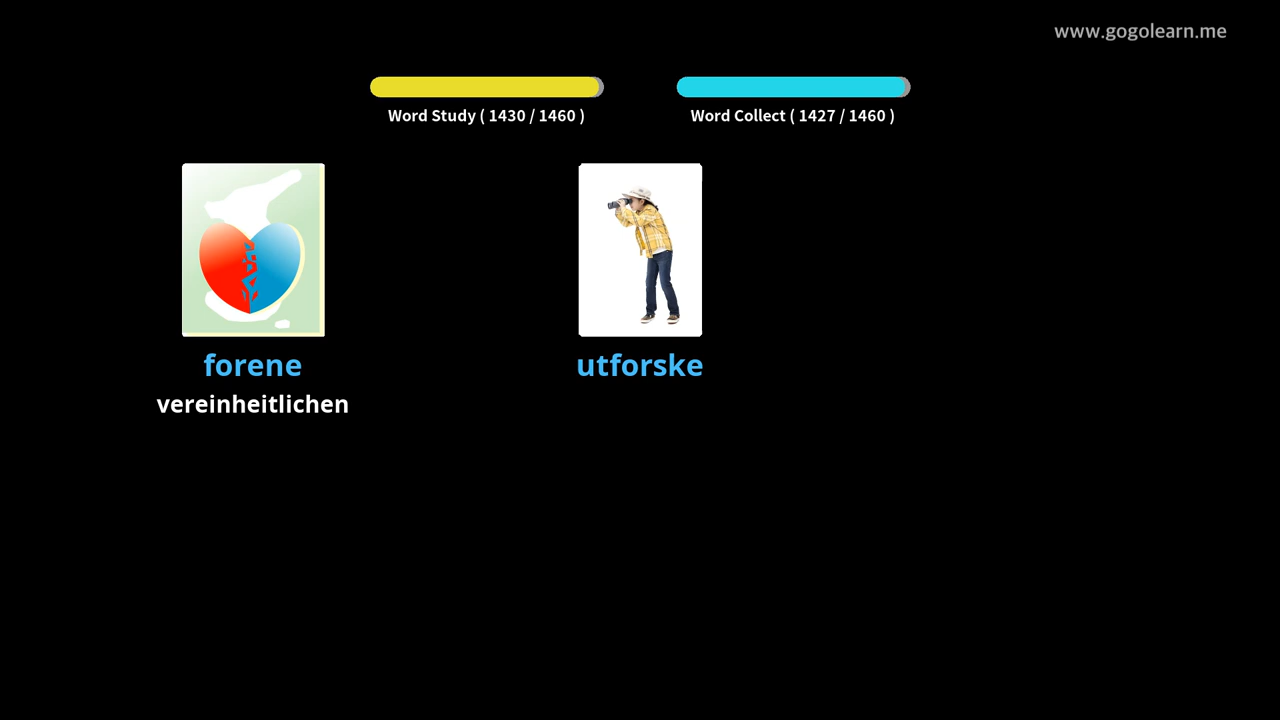 www.gogolearn.me
Word Study ( 1430 / 1460 )
Word Collect ( 1427 / 1460 )
forene
utforske
vereinheitlichen